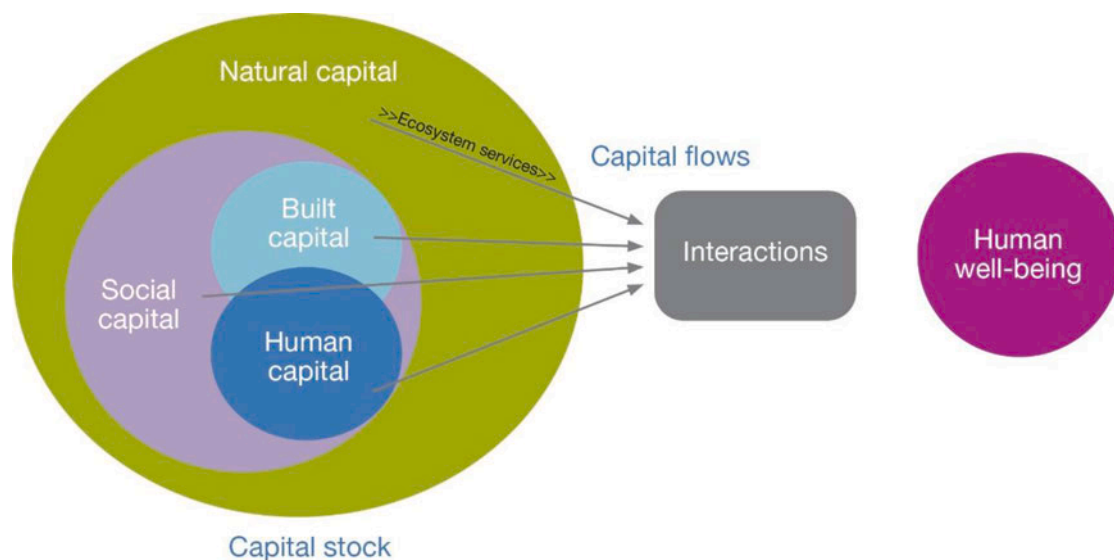 Natural capital
>>Ecosystem services>>
Capital flows
Built
capital
Interactions
Human
well-being
Social
capital
Human
capital
Capital stock